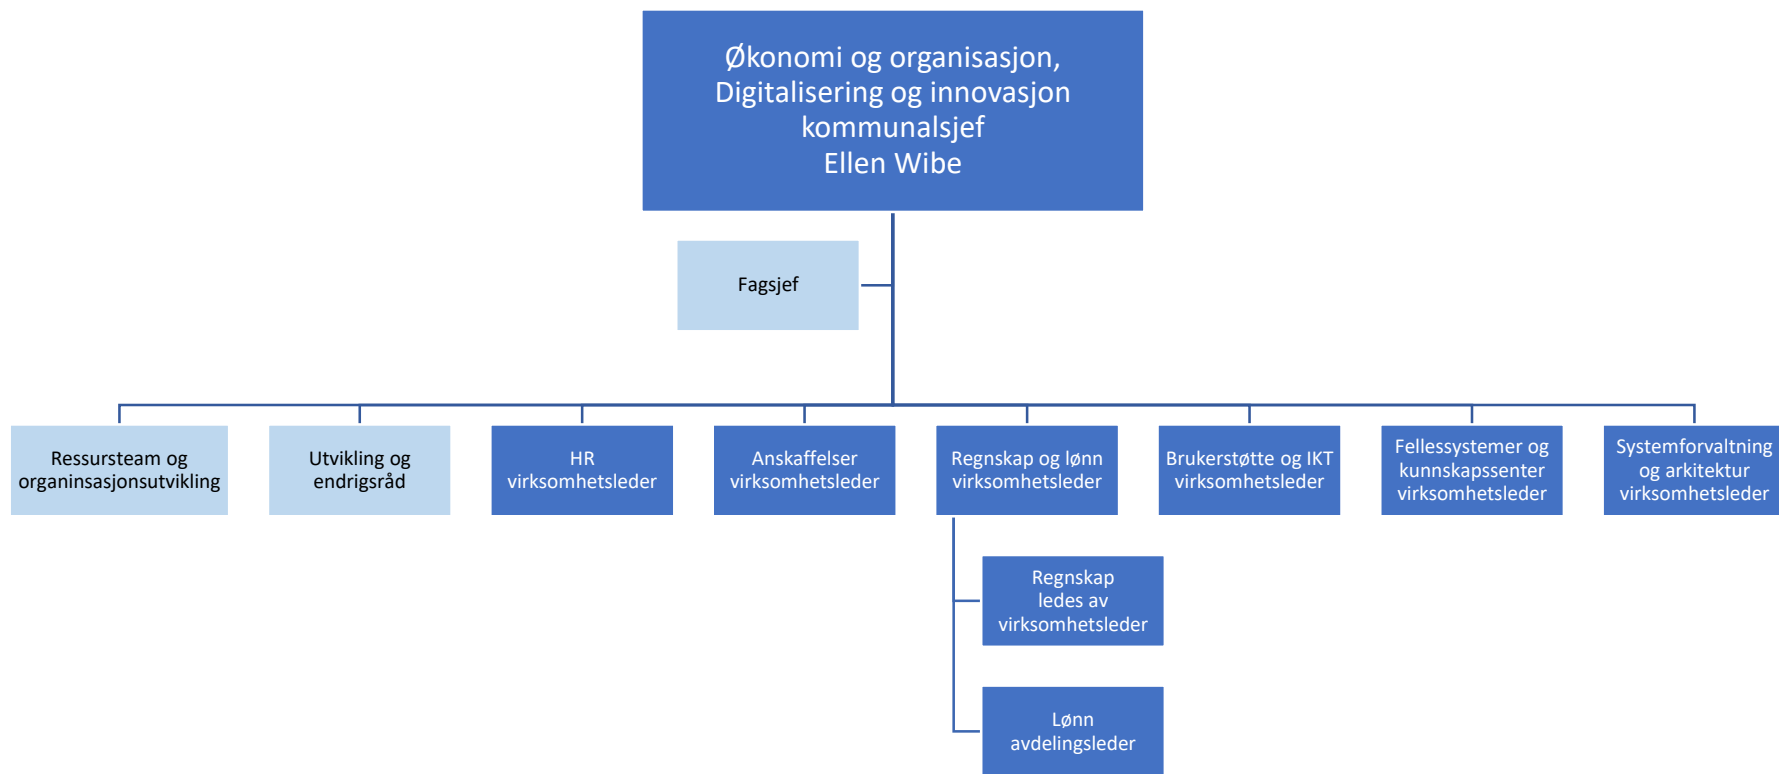 Økonomi og organisasjon,
Digitalisering og innovasjon
kommunalsjef
Ellen Wibe
Fagsjef
Ressursteam og
organinsasjonsutvikling
Utvikling og
endrigsråd
HR
virksomhetsleder
Anskaffelser
virksomhetsleder
Regnskap og lønn
virksomhetsleder
Brukerstøtte og IKT
virksomhetsleder
Fellessystemer og
kunnskapssenter
virksomhetsleder
Systemforvaltning
og arkitektur
virksomhetsleder
Regnskap
ledes av
virksomhetsleder
Lønn
avdelingsleder